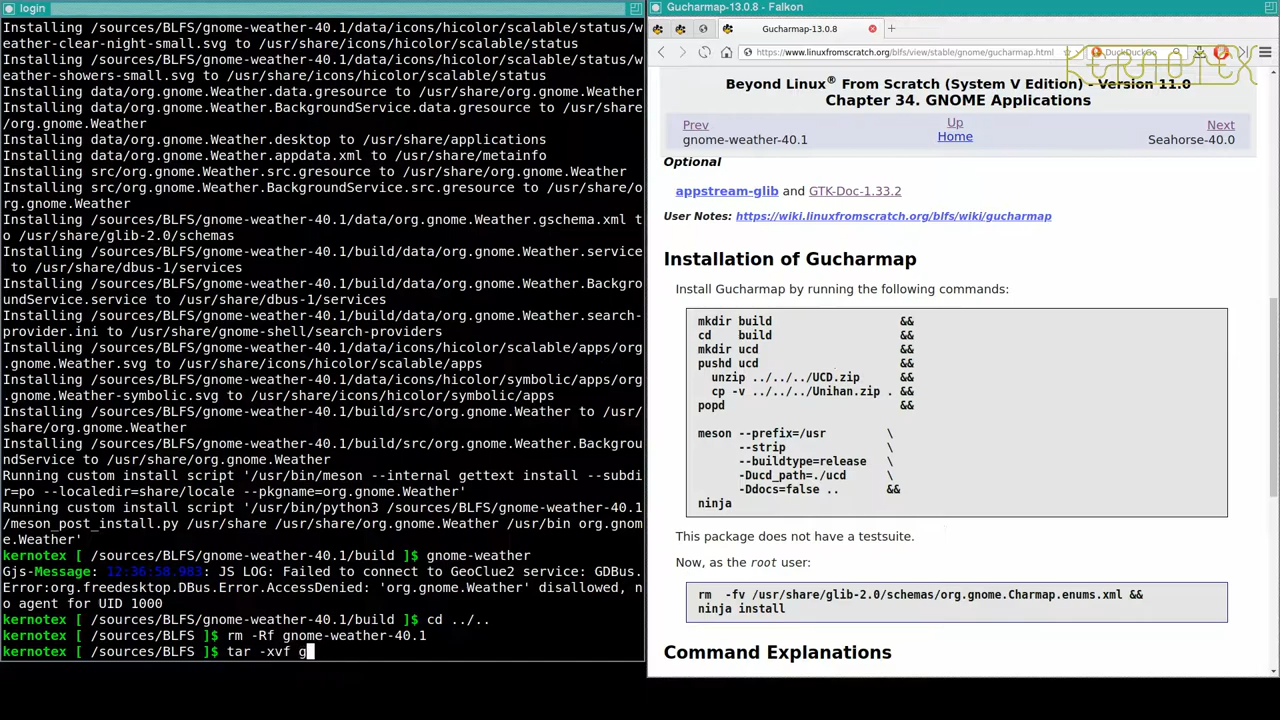 login
Installing /sources/BLFS/gnome-weather-40.1/data/icons/hicolor/scalable/status/w
eather-clear-night-small.svg to /usr/share/icons/hicolor/scalable/status
Installing /sources/BLFS/gnome-weather-40.1/data/icons/hicolor/scalable/status/w
eather-showers-small.svg to /usr/share/icons/hicolor/scalable/status
Installing data/org.gnome.Weather.data.gresource to /usr/share/org.gnome.Weather
Installing data/org.gnome.Weather.BackgroundService.data.gresource to /usr/share
/org.gnome.Weather
Installing data/org.gnome.Weather.desktop to /usr/share/applications
Installing data/org.gnome.Weather.appdata.xml to /usr/share/metainfo
Installing src/org.gnome.Weather.src.gresource to /usr/share/org.gnome.Weather
Installing src/org.gnome.Weather.BackgroundService.src.gresource to /usr/share/o
rg.gnome.Weather
Installing /sources/BLFS/gnome-weather-40.1/data/org.gnome.Weather.gschema.xml t
o /usr/share/glib-2.0/schemas
Installing /sources/BLFS/gnome-weather-40.1/build/data/org.gnome.Weather.service
 to /usr/share/dbus-1/services
Installing /sources/BLFS/gnome-weather-40.1/build/data/org.gnome.Weather.Backgro
undService.service to /usr/share/dbus-1/services
Installing /sources/BLFS/gnome-weather-40.1/build/data/org.gnome.Weather.search-
provider.ini to /usr/share/gnome-shell/search-providers
Installing /sources/BLFS/gnome-weather-40.1/data/icons/hicolor/scalable/apps/org
.gnome.Weather.svg to /usr/share/icons/hicolor/scalable/apps
Installing /sources/BLFS/gnome-weather-40.1/data/icons/hicolor/symbolic/apps/org
.gnome.Weather-symbolic.svg to /usr/share/icons/hicolor/symbolic/apps
Installing /sources/BLFS/gnome-weather-40.1/build/src/org.gnome.Weather to /usr/
share/org.gnome.Weather
Installing /sources/BLFS/gnome-weather-40.1/build/src/org.gnome.Weather.Backgrou
ndService to /usr/share/org.gnome.Weather
Running custom install script '/usr/bin/meson --internal gettext install --subdi
r=po --localedir=share/locale --pkgname=org.gnome.Weather'
Running custom install script '/usr/bin/python3 /sources/BLFS/gnome-weather-40.1
/meson_post_install.py /usr/share /usr/share/org.gnome.Weather /usr/bin org.gnom
e.Weather'
kernotex [ /sources/BLFS/gnome-weather-40.1/build ]$ gnome-weather
Gjs-Message: 12:36:58.983: JS LOG: Failed to connect to GeoClue2 service: GDBus.
Error:org.freedesktop.DBus.Error.AccessDenied: 'org.gnome.Weather' disallowed, n
o agent for UID 1000
kernotex [ /sources/BLFS/gnome-weather-40.1/build ]$ cd ../..
kernotex [ /sources/BLFS ]$ rm -Rf gnome-weather-40.1
kernotex [ /sources/BLFS ]$ tar -xvf g
Gucharmap-13.0.8 - Falkon
Gucharmap-13.0.8
https://www.linuxfromscratch.org/blfs/view/stable/gnome/gucharmap.html
DuckDuckGo
KERNOTEX
Beyond Linux® From Scratch (System V Edition) - Version 11.0
Chapter 34. GNOME Applications
Prev Up Next
gnome-weather-40.1 Home Seahorse-40.0
Optional
appstream-glib and GTK-Doc-1.33.2
User Notes: https://wiki.linuxfromscratch.org/blfs/wiki/gucharmap
Installation of Gucharmap
Install Gucharmap by running the following commands:
mkdir build &&
cd build &&
mkdir ucd &&
pushd ucd &&
unzip ../../../UCD.zip &&
cp -v ../../../Unihan.zip . &&
popd &&
meson --prefix=/usr \
--strip \
--buildtype=release \
-Ducd_path=./ucd \
-Ddocs=false .. &&
ninja
This package does not have a testsuite.
Now, as the root user:
rm -fv /usr/share/glib-2.0/schemas/org.gnome.Charmap.enums.xml &&
ninja install
Command Explanations